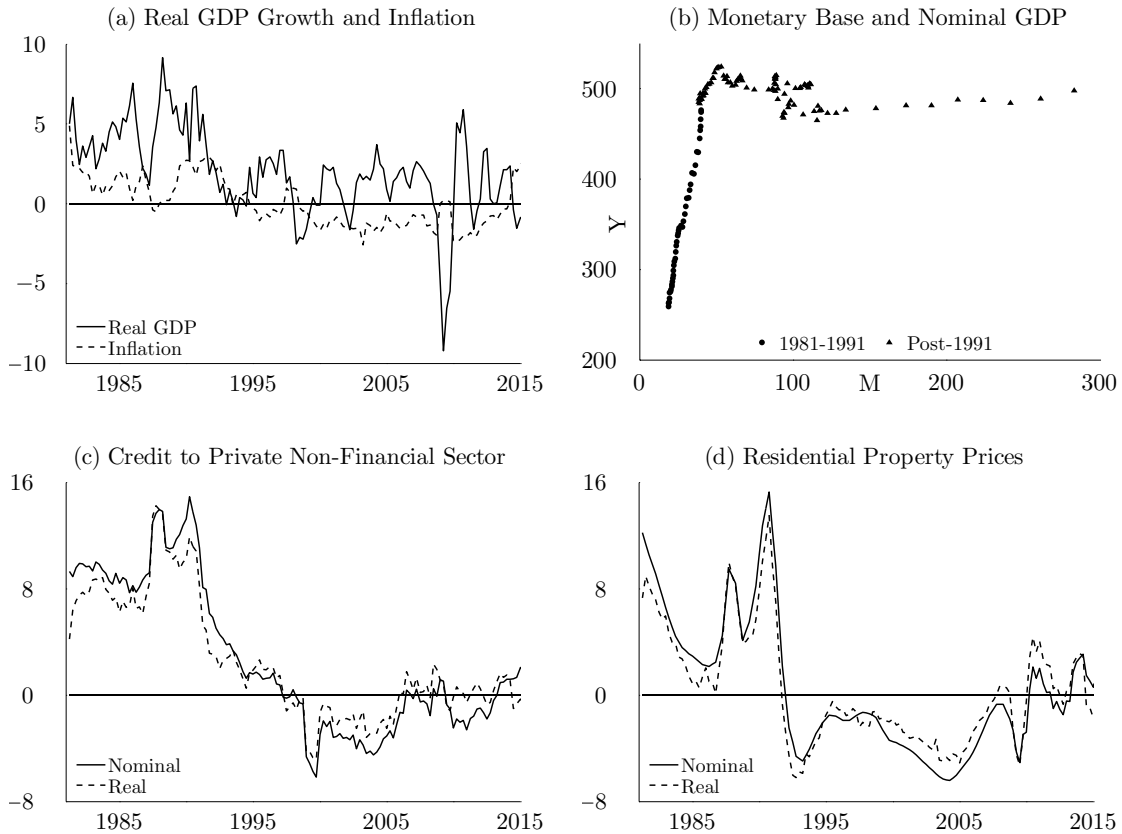 (a) Real GDP Growth and Inflation
10
5
0
−5
−10
Real GDP
Inflation
1985 1995 2005 2015
(b) Monetary Base and Nominal GDP
500
400
300
200
Y
1981-1991 Post-1991
0 100 200 300
M
(c) Credit to Private Non-Financial Sector
16
8
0
−8
Nominal
Real
1985 1995 2005 2015
(d) Residential Property Prices
16
8
0
−8
Nominal
Real
1985 1995 2005 2015